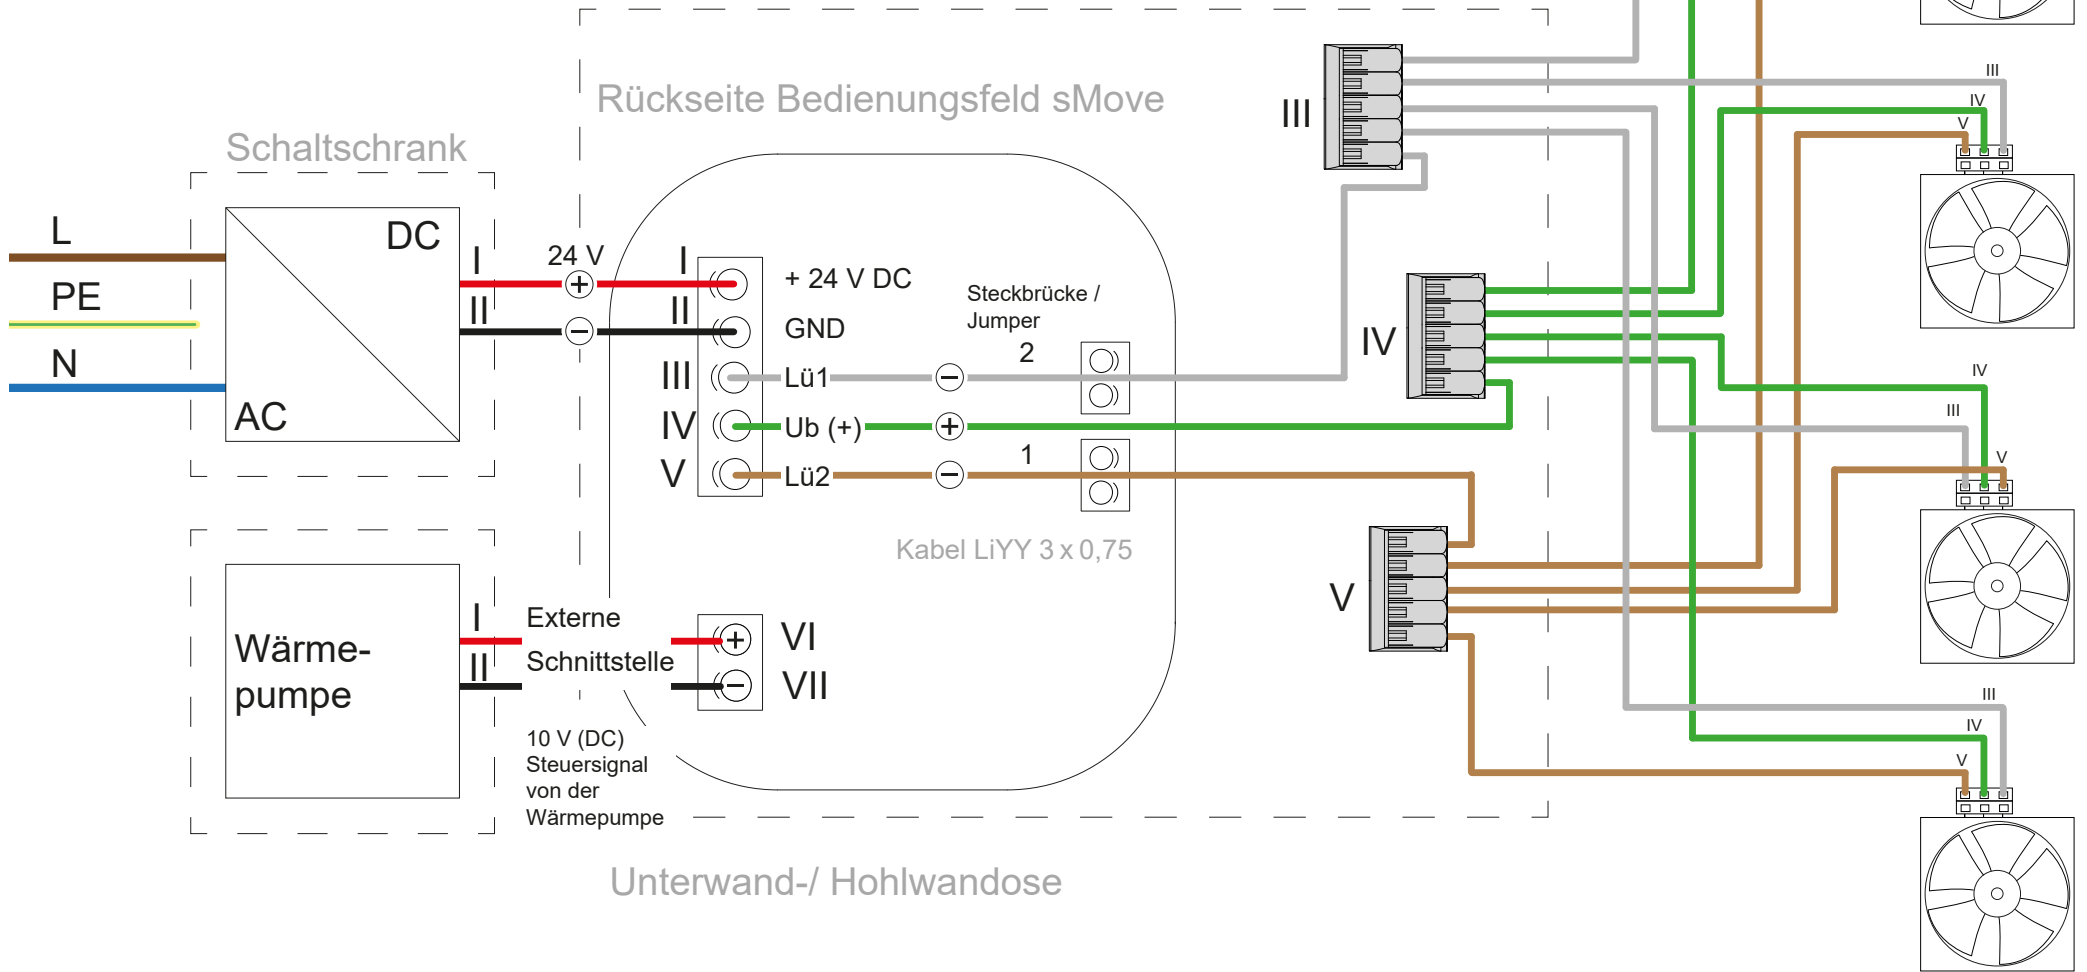 Rückseite Bedienungsfeld sMove
Schaltschrank
L
PE
N
DC
AC
I
II
24 V
+
−
I
II
III
IV
V
+ 24 V DC
GND
Lü1
Ub (+)
Lü2
−
+
−
Steckbrücke /
Jumper
2
1
Kabel LiYY 3 x 0,75
Wärme-
pumpe
I
II
Externe
Schnittstelle
+
−
VI
VII
10 V (DC)
Steuersignal
von der
Wärmepumpe
Unterwand-/ Hohlwandose
III
IV
V
III
IV
V
IV
III
V
III
IV
V